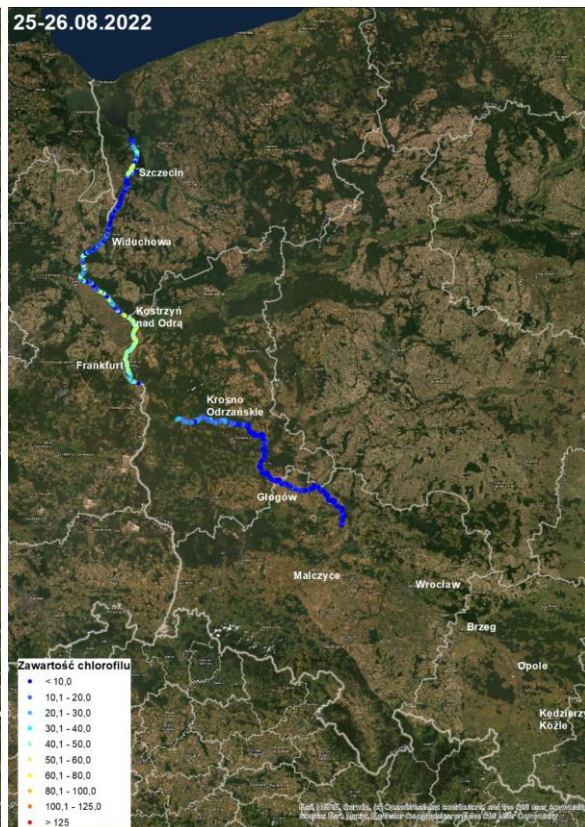 25-26.08.2022
Szczecin
Widuchowa
Kostrzyń
nad Odrą
Frankfurt
Krosno
Odrzańskie
Głogów
Malczyce
Wrocław
Brzeg
Opole
Kędzierzy
Koźle
Zawartość chlorofilu
< 10,0
10,1 - 20,0
20,1 - 30,0
30,1 - 40,0
40,1 - 50,0
50,1 - 60,0
60,1 - 80,0
80,1 - 100,0
100,1 - 125,0
> 125